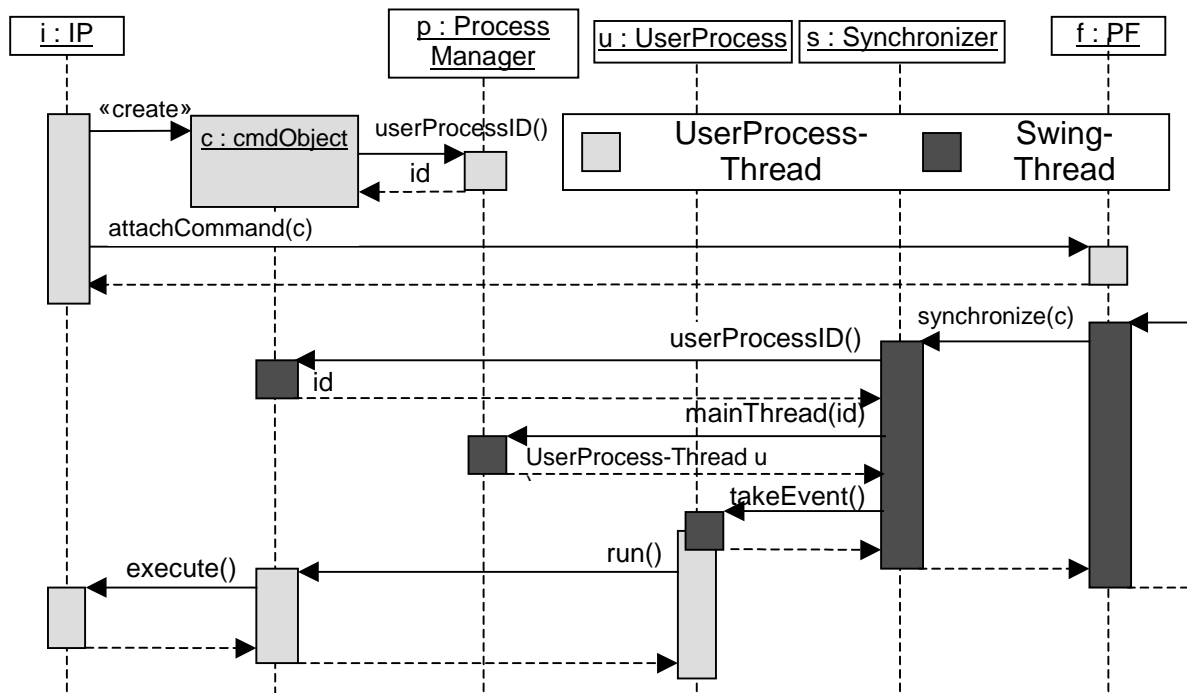 i : IP
p : Process
Manager
u : UserProcess
s : Synchronizer
f : PF
«create»
c : cmdObject
userProcessID()
id
UserProcess-
Thread
Swing-
Thread
attachCommand(c)
synchronize(c)
userProcessID()
id
mainThread(id)
UserProcess-Thread u
takeEvent()
run()
execute()